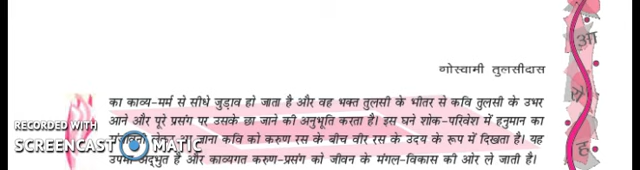 आ
गोस्वामी तुलसीदास
का काव्य-मर्म से सीधे जुड़ाव हो जाता है और वह भक्त तुलसी के भीतर से कवि तुलसी के उभर
आने और पूरे प्रसंग पर उसके छा जाने की अनुभूति करता है। इस घने शोक-परिवेश में हनुमान का
संजीवनी लेकर आ जाना कवि को करुण रस के बीच वीर रस के उदय के रूप में दिखता है। यह
उपमा अद्भुत है और काव्यगत करुण-प्रसंग को जीवन के मंगल-विकास की ओर ले जाती है।
ह
RECORDED WITH
SCREENCAST MATIC